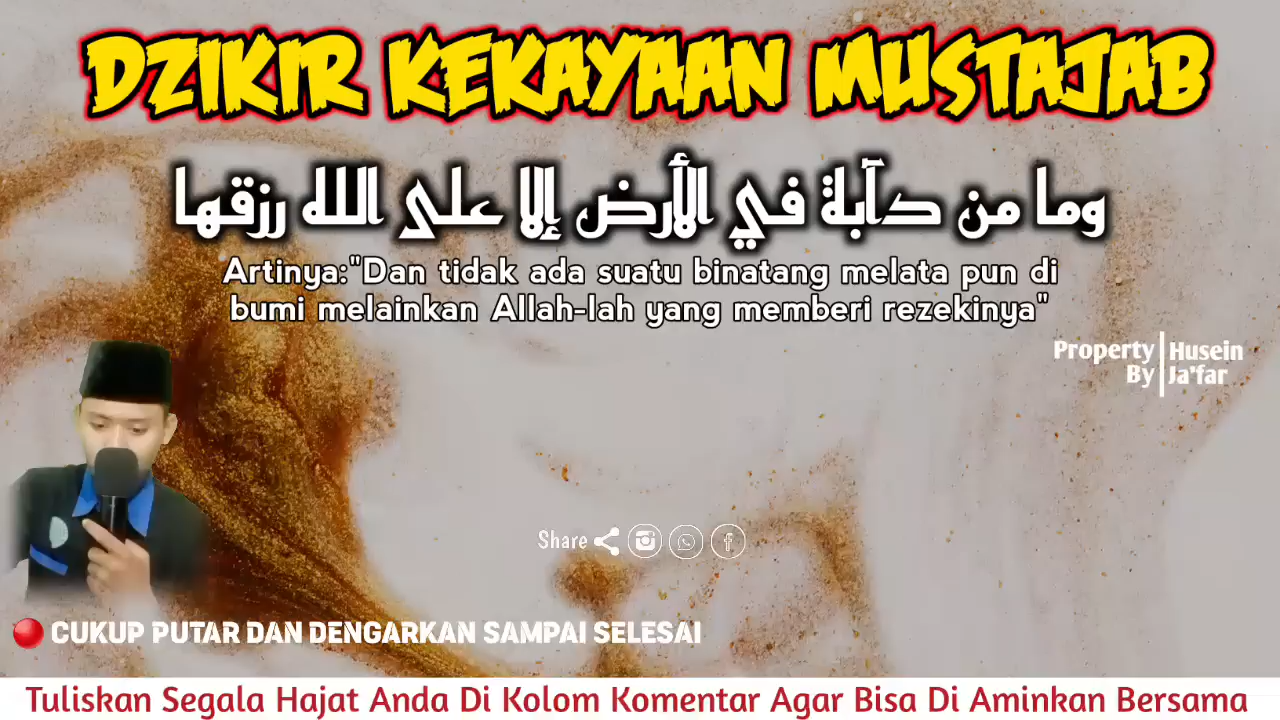 DZIKIR KEKAYAAN MUSTAJAB
وما من دآبة في الأرض إلا على الله رزقها
Artinya:"Dan tidak ada suatu binatang melata pun di
bumi melainkan Allah-lah yang memberi rezekinya"
Property By
Husein Ja'far
Share
CUKUP PUTAR DAN DENGARKAN SAMPAI SELESAI
Tuliskan Segala Hajat Anda Di Kolom Komentar Agar Bisa Di Aminkan Bersama